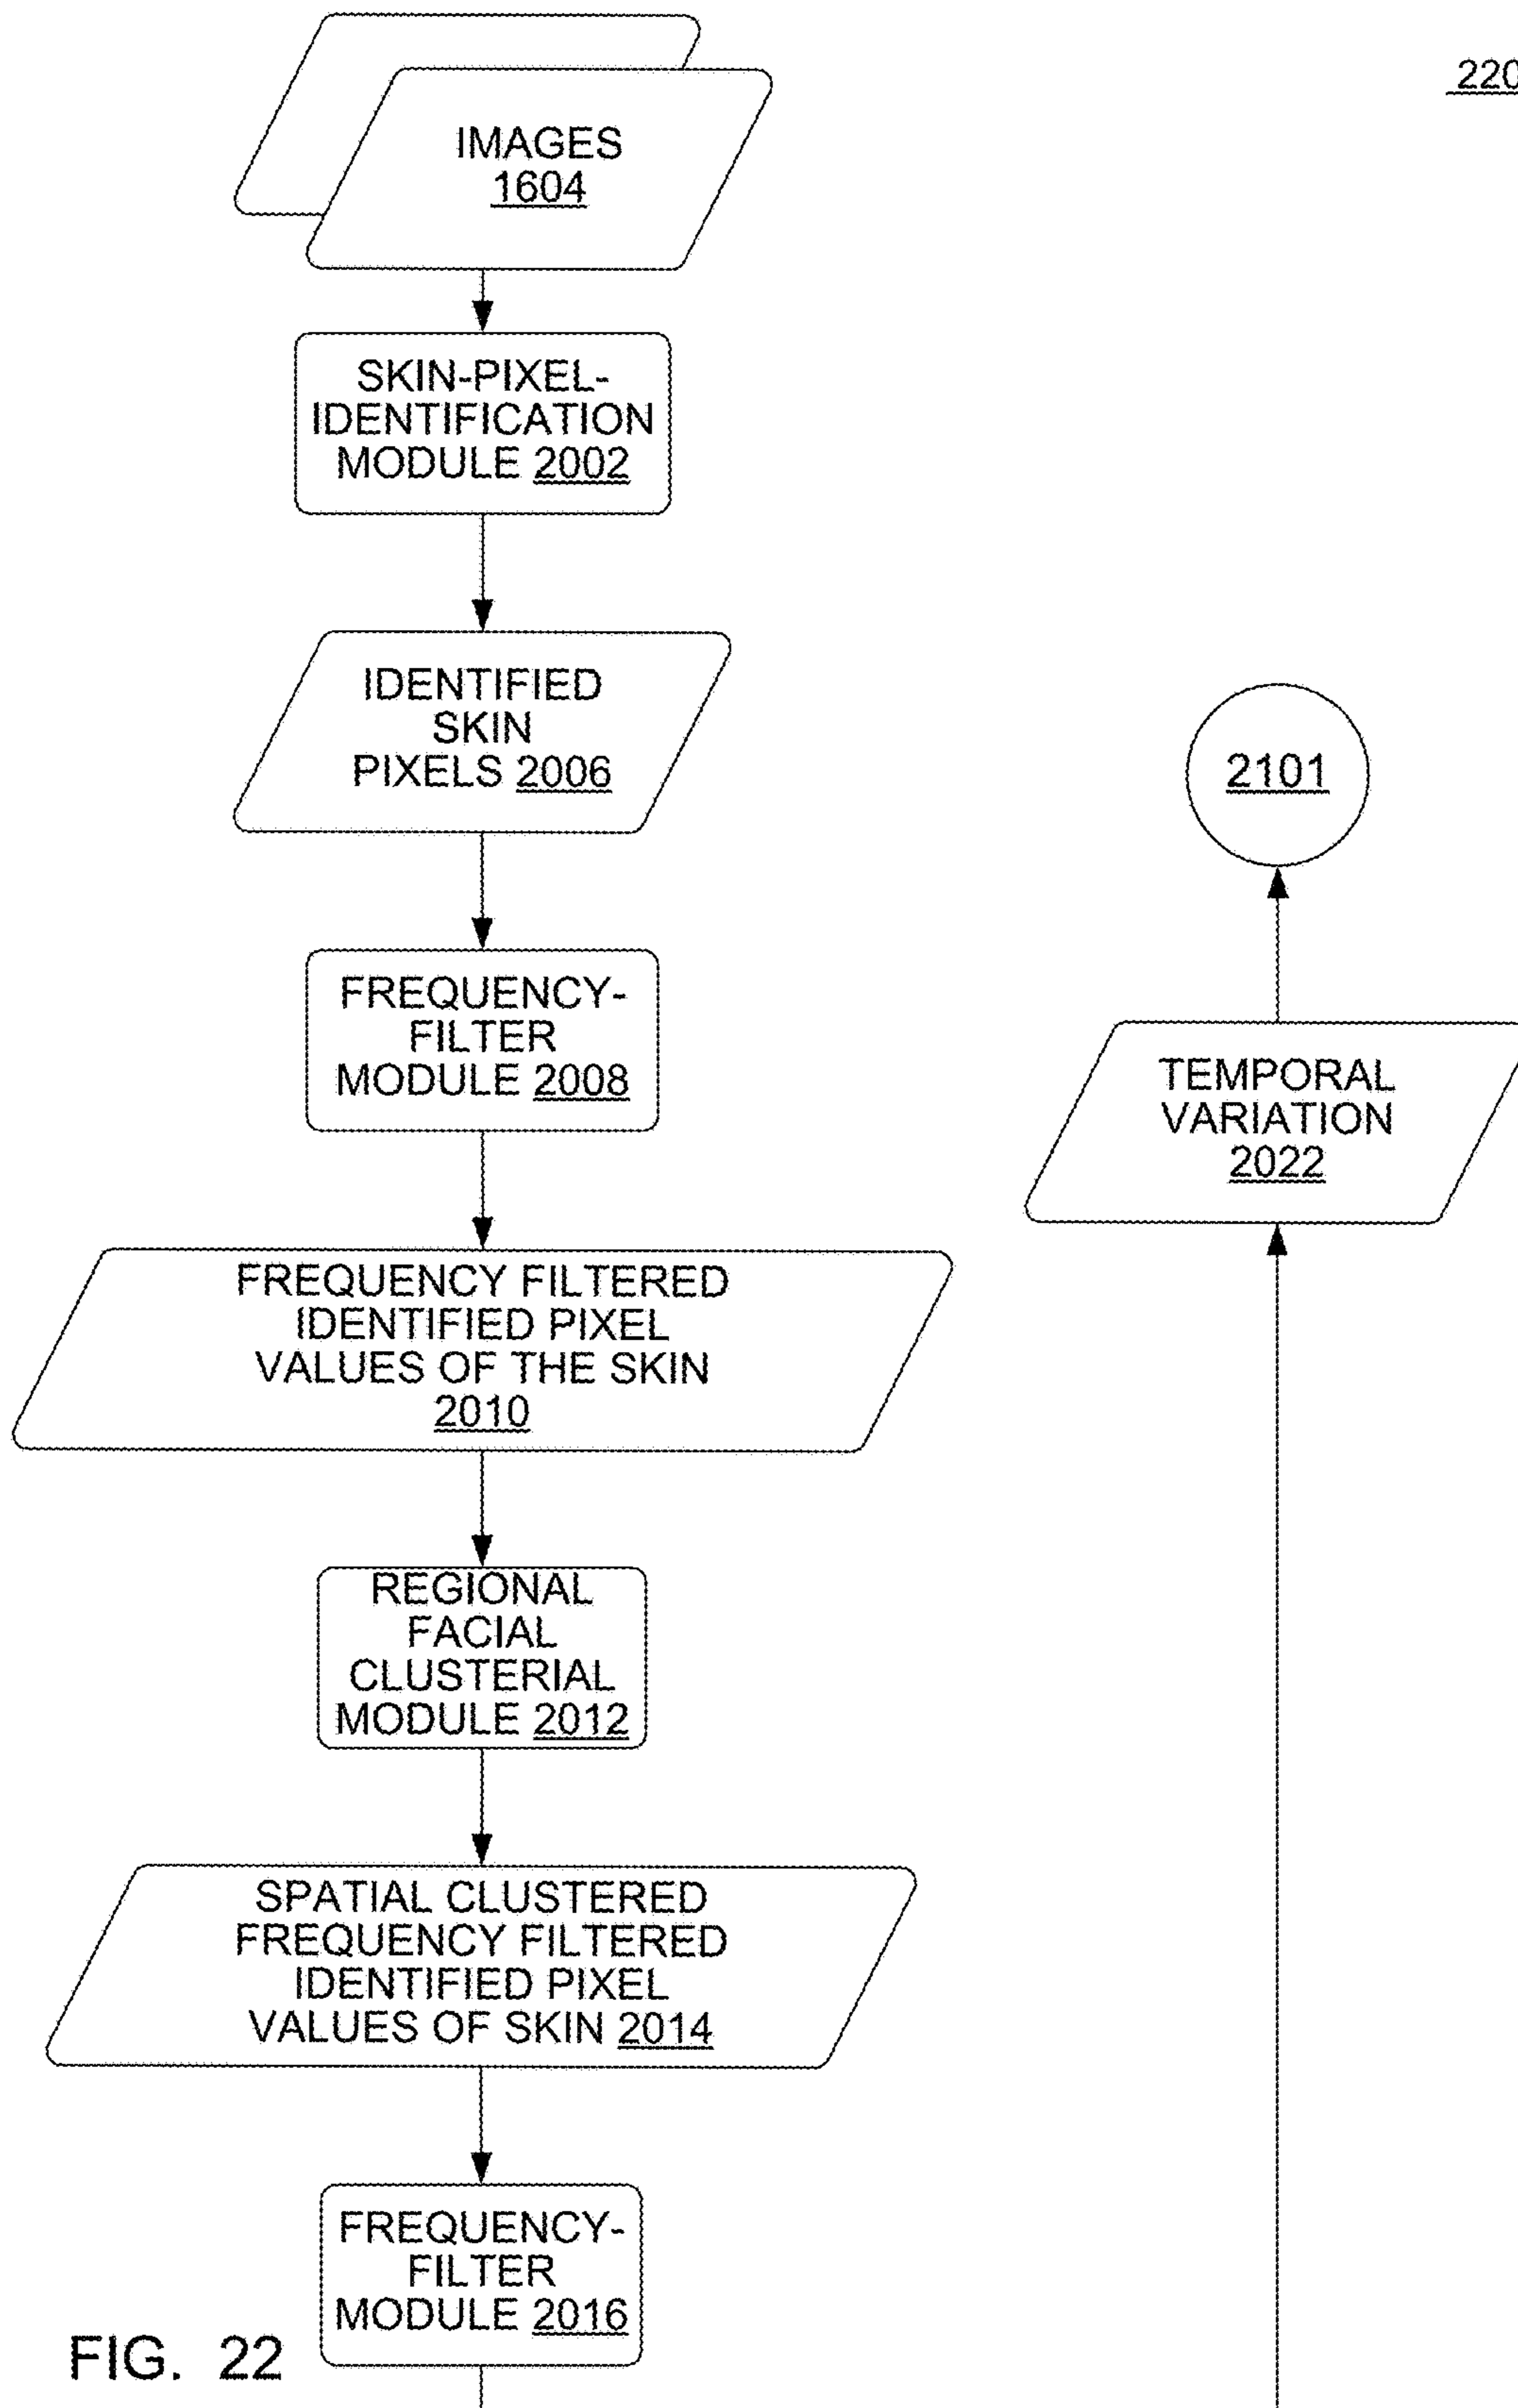 220
IMAGES
1604
SKIN-PIXEL-
IDENTIFICATION
MODULE 2002
IDENTIFIED
SKIN
PIXELS 2006
FREQUENCY-
FILTER
MODULE 2008
FREQUENCY FILTERED
IDENTIFIED PIXEL
VALUES OF THE SKIN
2010
REGIONAL
FACIAL
CLUSTERIAL
MODULE 2012
SPATIAL CLUSTERED
FREQUENCY FILTERED
IDENTIFIED PIXEL
VALUES OF SKIN 2014
FREQUENCY-
FILTER
MODULE 2016
2101
TEMPORAL
VARIATION
2022
FIG. 22